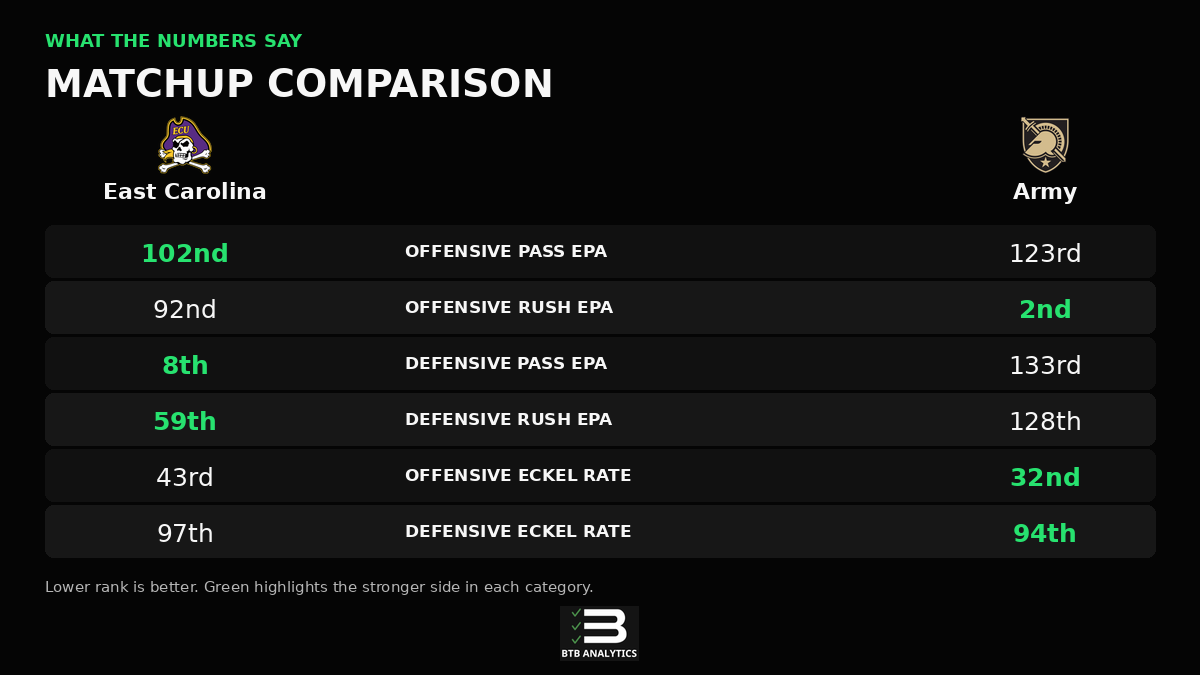 WHAT THE NUMBERS SAY
MATCHUP COMPARISON
ECU
East Carolina
Army
102nd OFFENSIVE PASS EPA 123rd
92nd OFFENSIVE RUSH EPA 2nd
8th DEFENSIVE PASS EPA 133rd
59th DEFENSIVE RUSH EPA 128th
43rd OFFENSIVE ECKEL RATE 32nd
97th DEFENSIVE ECKEL RATE 94th
Lower rank is better. Green highlights the stronger side in each category.
B
BTB ANALYTICS